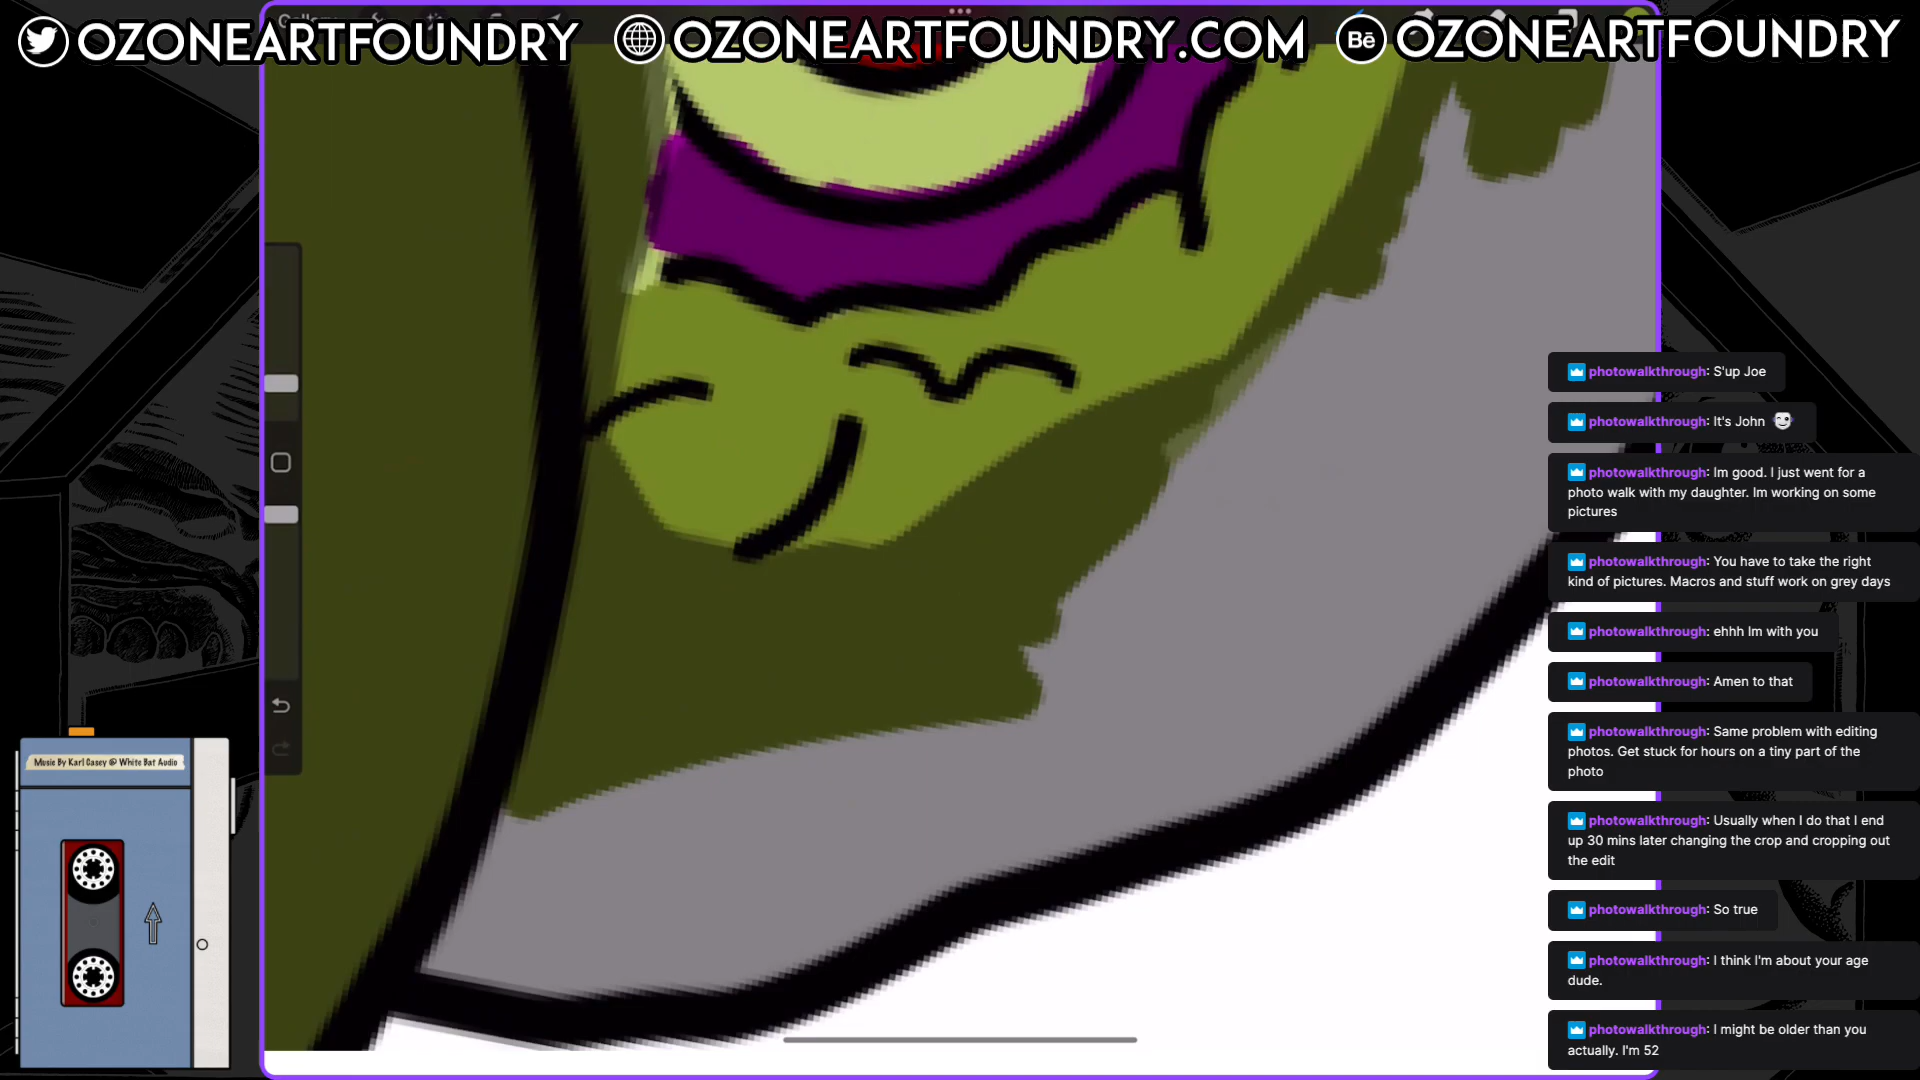 OZONEARTFOUNDRY OZONEARTFOUNDRY.COM Bē OZONEARTFOUNDRY
Gallery
photowalkthrough: S'up Joe
photowalkthrough: It's John
photowalkthrough: Im good. I just went for a
photo walk with my daughter. Im working on some
pictures
photowalkthrough: You have to take the right
kind of pictures. Macros and stuff work on grey days
photowalkthrough: ehhh Im with you
photowalkthrough: Amen to that
photowalkthrough: Same problem with editing
photos. Get stuck for hours on a tiny part of the
photo
photowalkthrough: Usually when I do that I end
up 30 mins later changing the crop and cropping out
the edit
photowalkthrough: So true
photowalkthrough: I think I'm about your age
dude.
photowalkthrough: I might be older than you
actually. I'm 52
Music By Karl Casey @ White Bat Audio